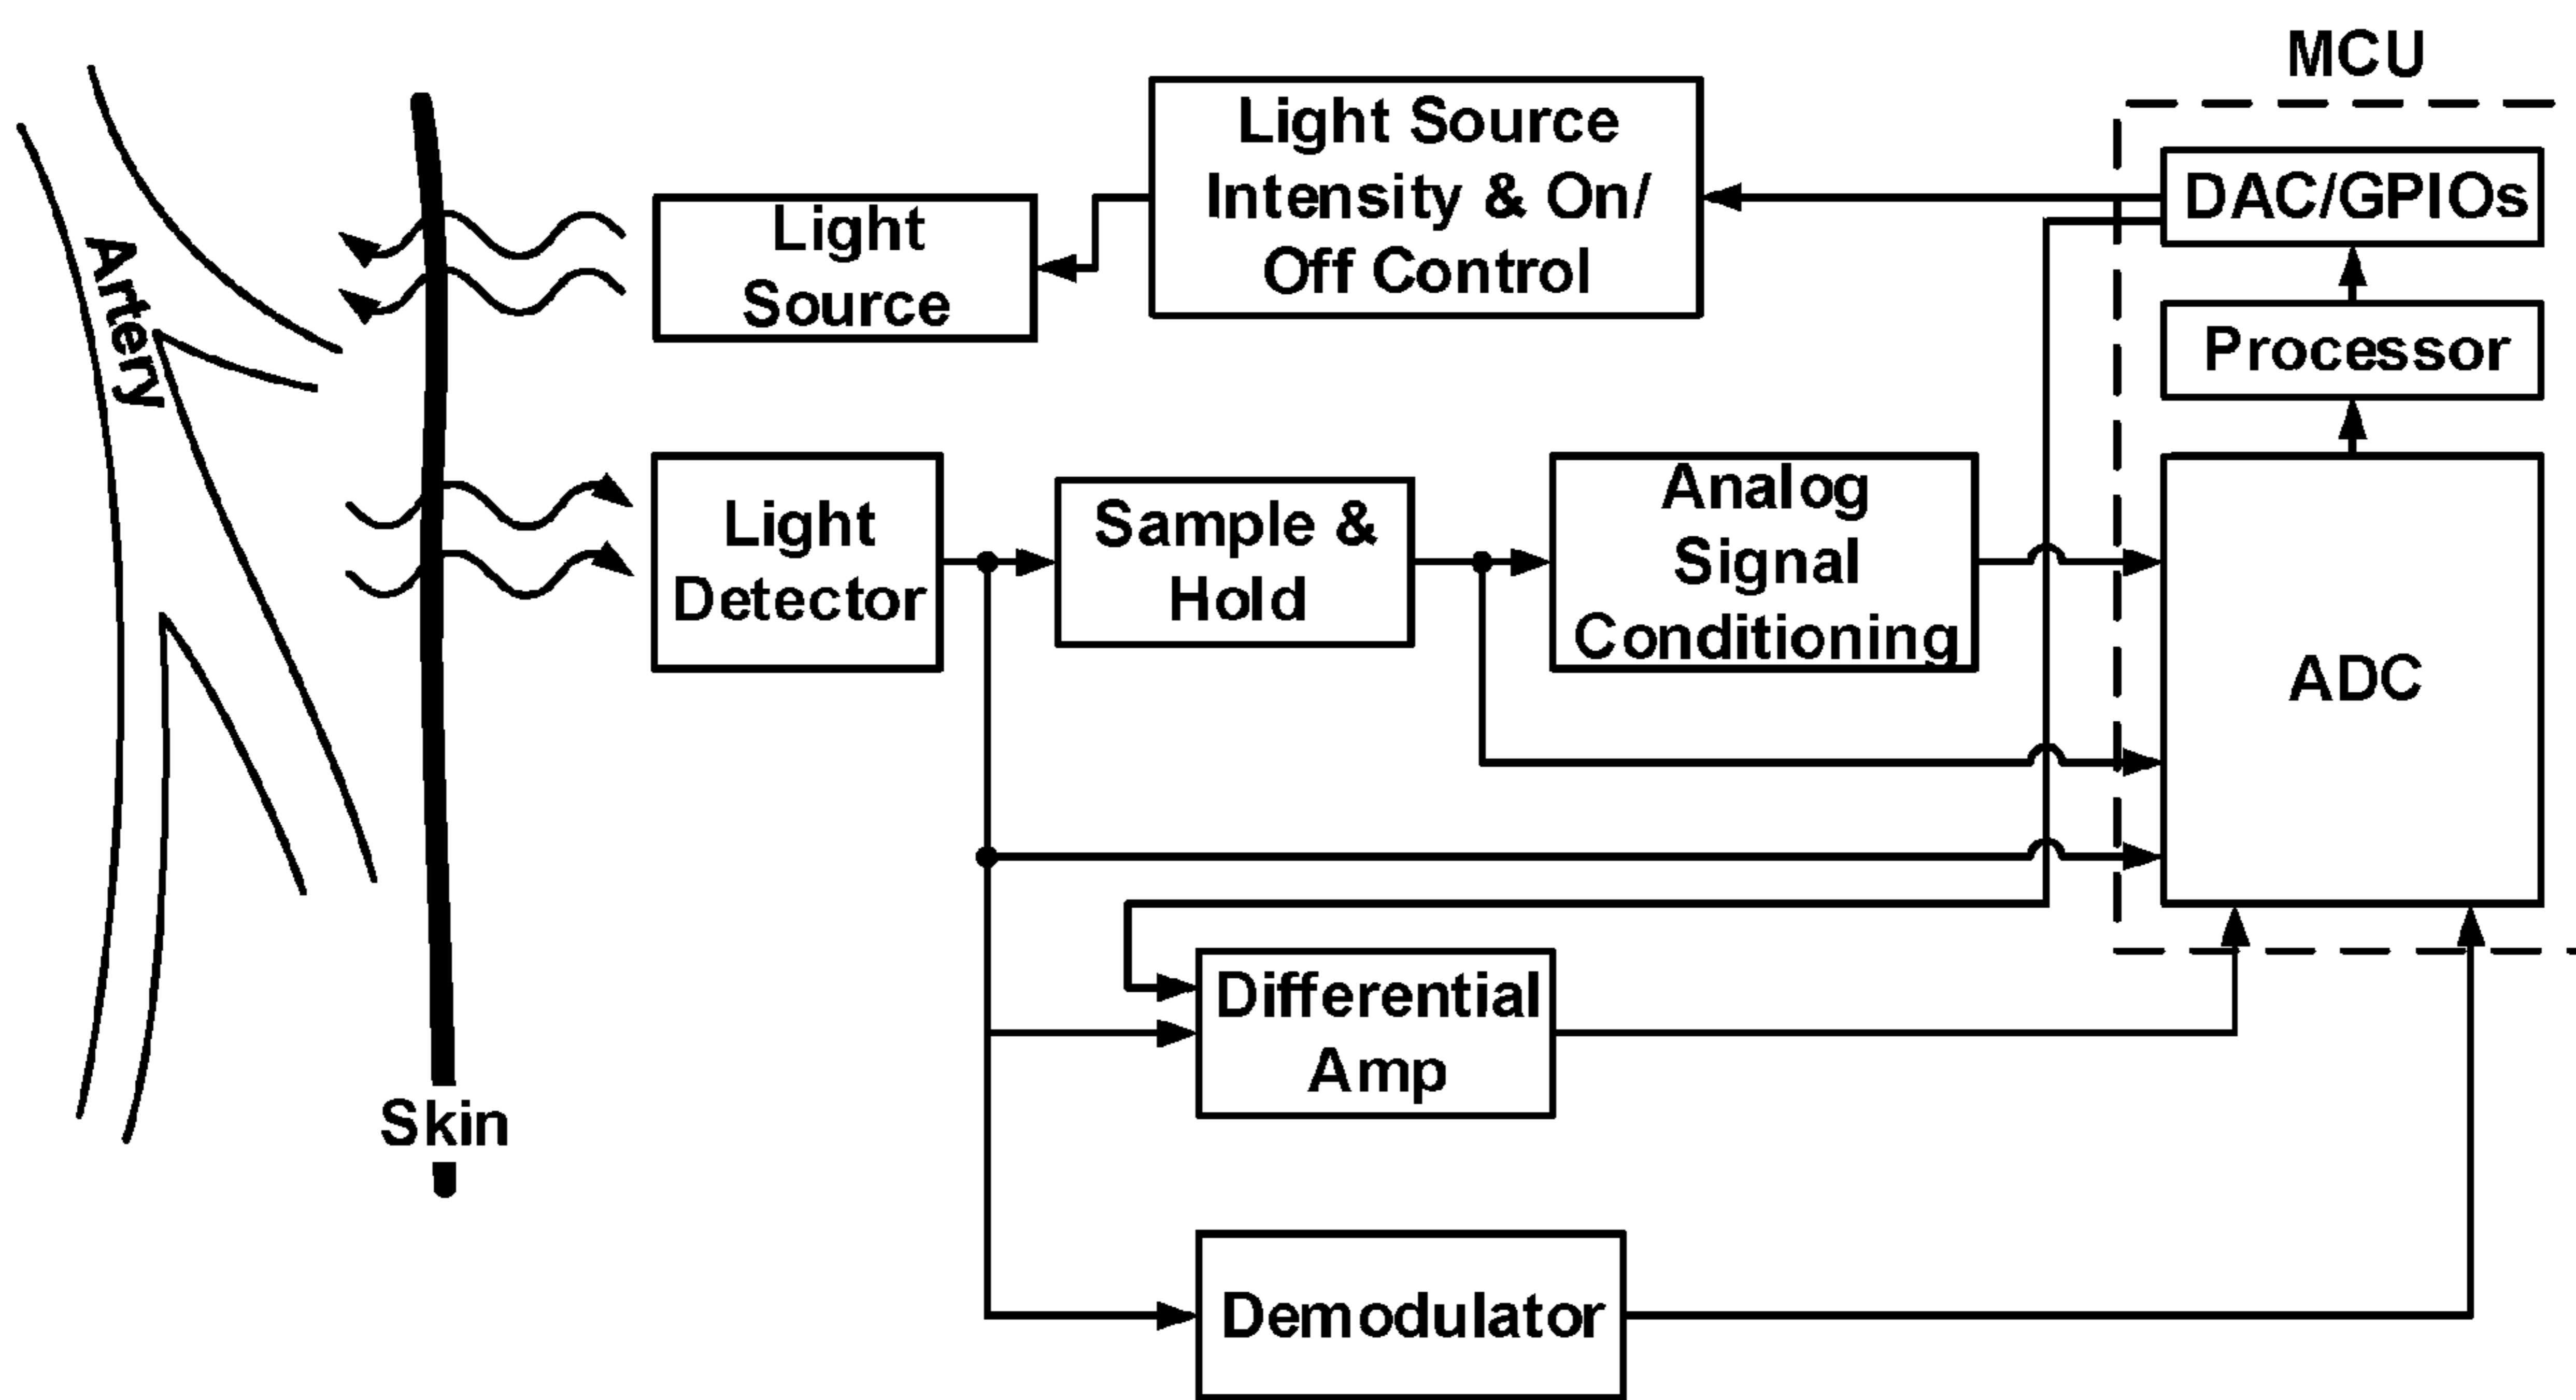 MCU
Light Source
Intensity & On/
Off Control
DAC/GPIOs
Light
Source
Artery
Processor
Light
Detector
Sample &
Hold
Analog
Signal
Conditioning
ADC
Differential
Amp
Skin
Demodulator